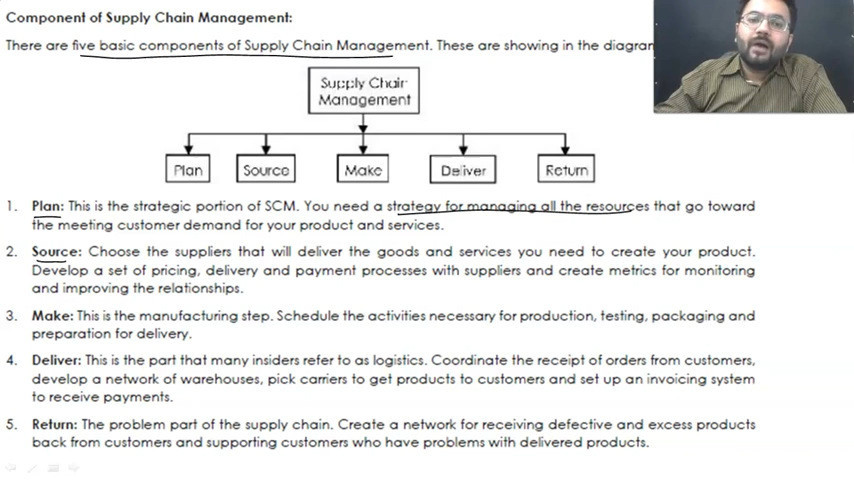 Component of Supply Chain Management:
There are five basic components of Supply Chain Management. These are showing in the diagran
Supply Chair
Management
Plan
Source
Make
Deliver
Return
1. Plan: This is the strategic portion of SCM. You need a strategy for managing all the resources that go toward
the meeting customer demand for your product and services.
2. Source: Choose the suppliers that will deliver the goods and services you need to create your product.
Develop a set of pricing, delivery and payment processes with suppliers and create metrics for monitoring
and improving the relationships.
3. Make: This is the manufacturing step. Schedule the activities necessary for production, testing, packaging and
preparation for delivery.
4. Deliver: This is the part that many insiders refer to as logistics. Coordinate the receipt of orders from customers,
develop a network of warehouses, pick carriers to get products to customers and set up an invoicing system
to receive payments.
5. Return: The problem part of the supply chain. Create a network for receiving defective and excess products
back from customers and supporting customers who have problems with delivered products.